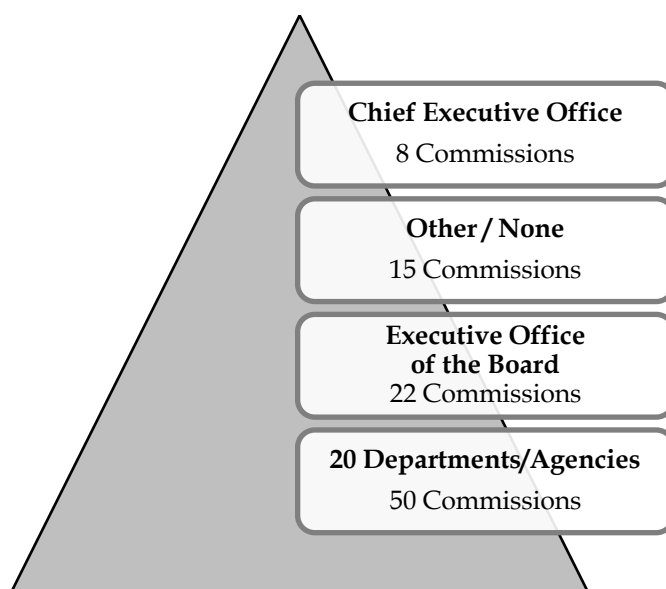 Chief Executive Office
8 Commissions
Other / None
15 Commissions
Executive Office
of the Board
22 Commissions
20 Departments/Agencies
50 Commissions